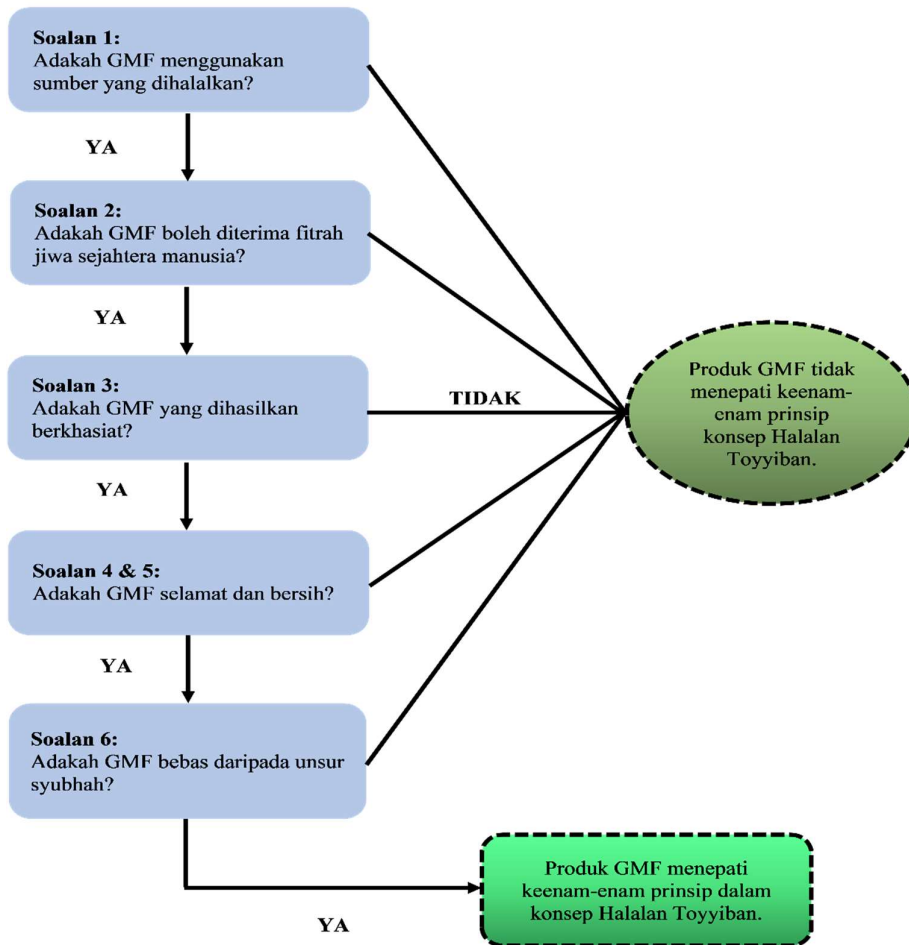 Soalan 1:
Adakah GMF menggunakan
sumber yang dihalalkan?
YA
Soalan 2:
Adakah GMF boleh diterima fitrah
jiwa sejahtera manusia?
YA
Soalan 3:
Adakah GMF yang dihasilkan
berkhasiat?
TIDAK
Produk GMF tidak
menepati keenam-
enam prinsip
konsep Halalan
Toyyiban.
YA
Soalan 4 & 5:
Adakah GMF selamat dan bersih?
YA
Soalan 6:
Adakah GMF bebas daripada unsur
syubhah?
YA
Produk GMF menepati
keenam-enam prinsip dalam
konsep Halalan Toyyiban.